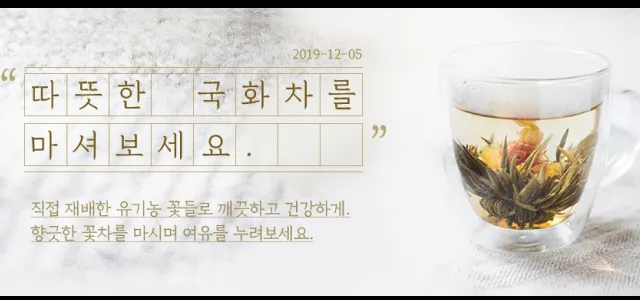 2019-12-05
“따뜻한 국화차를
마셔보세요.”
직접 재배한 유기농 꽃들로 깨끗하고 건강하게.
향긋한 꽃차를 마시며 여유를 누려보세요.